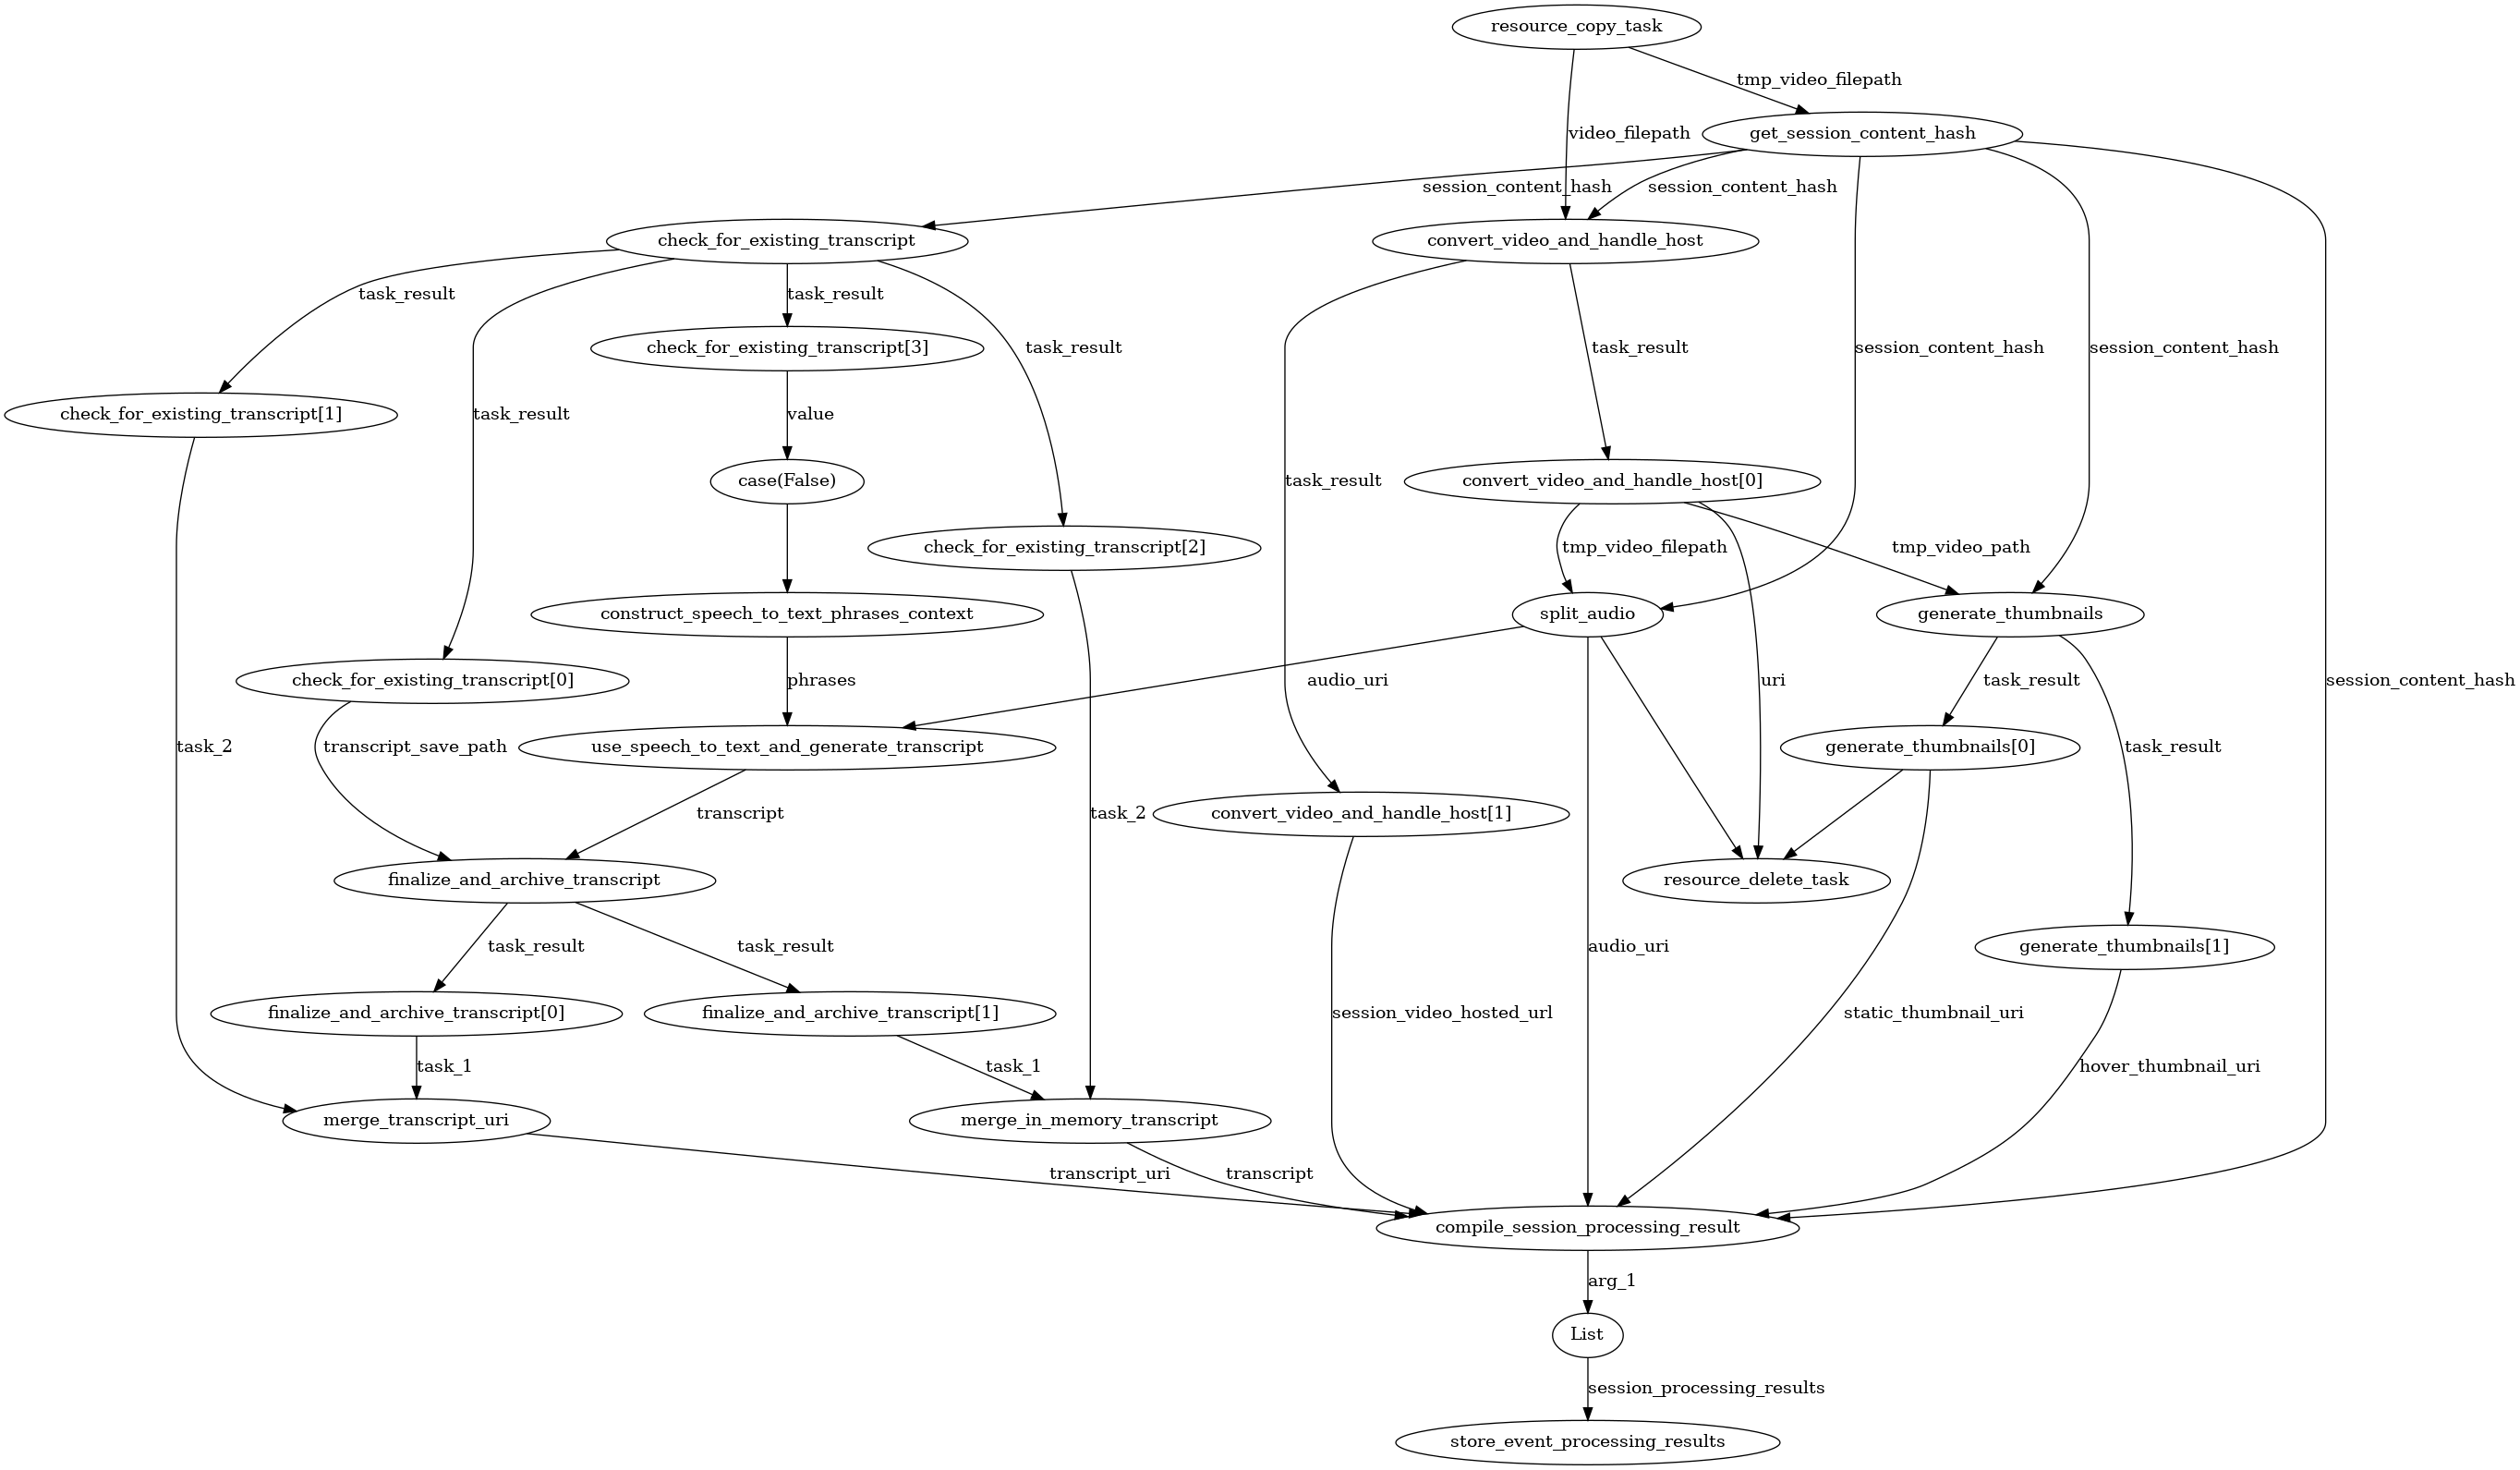 resource_copy_task
tmp_video_filepath
video_filepath
get_session_content_hash
session_content_hash
session_content_hash
check_for_existing_transcript
convert_video_and_handle_host
task_result
task_result
check_for_existing_transcript[3]
task_result
task_result
session_content_hash
session_content_hash
check_for_existing_transcript[1]
task_result
value
case(False)
task_result
convert_video_and_handle_host[0]
check_for_existing_transcript[2]
tmp_video_filepath
tmp_video_path
construct_speech_to_text_phrases_context
split_audio
generate_thumbnails
check_for_existing_transcript[0]
phrases
audio_uri
uri
task_result
session_content_hash
task_2
transcript_save_path
use_speech_to_text_and_generate_transcript
generate_thumbnails[0]
task_result
transcript
task_2
convert_video_and_handle_host[1]
finalize_and_archive_transcript
resource_delete_task
task_result
task_result
audio_uri
generate_thumbnails[1]
finalize_and_archive_transcript[0]
finalize_and_archive_transcript[1]
session_video_hosted_url
static_thumbnail_uri
task_1
task_1
hover_thumbnail_uri
merge_transcript_uri
merge_in_memory_transcript
transcript_uri
transcript
compile_session_processing_result
arg_1
List
session_processing_results
store_event_processing_results